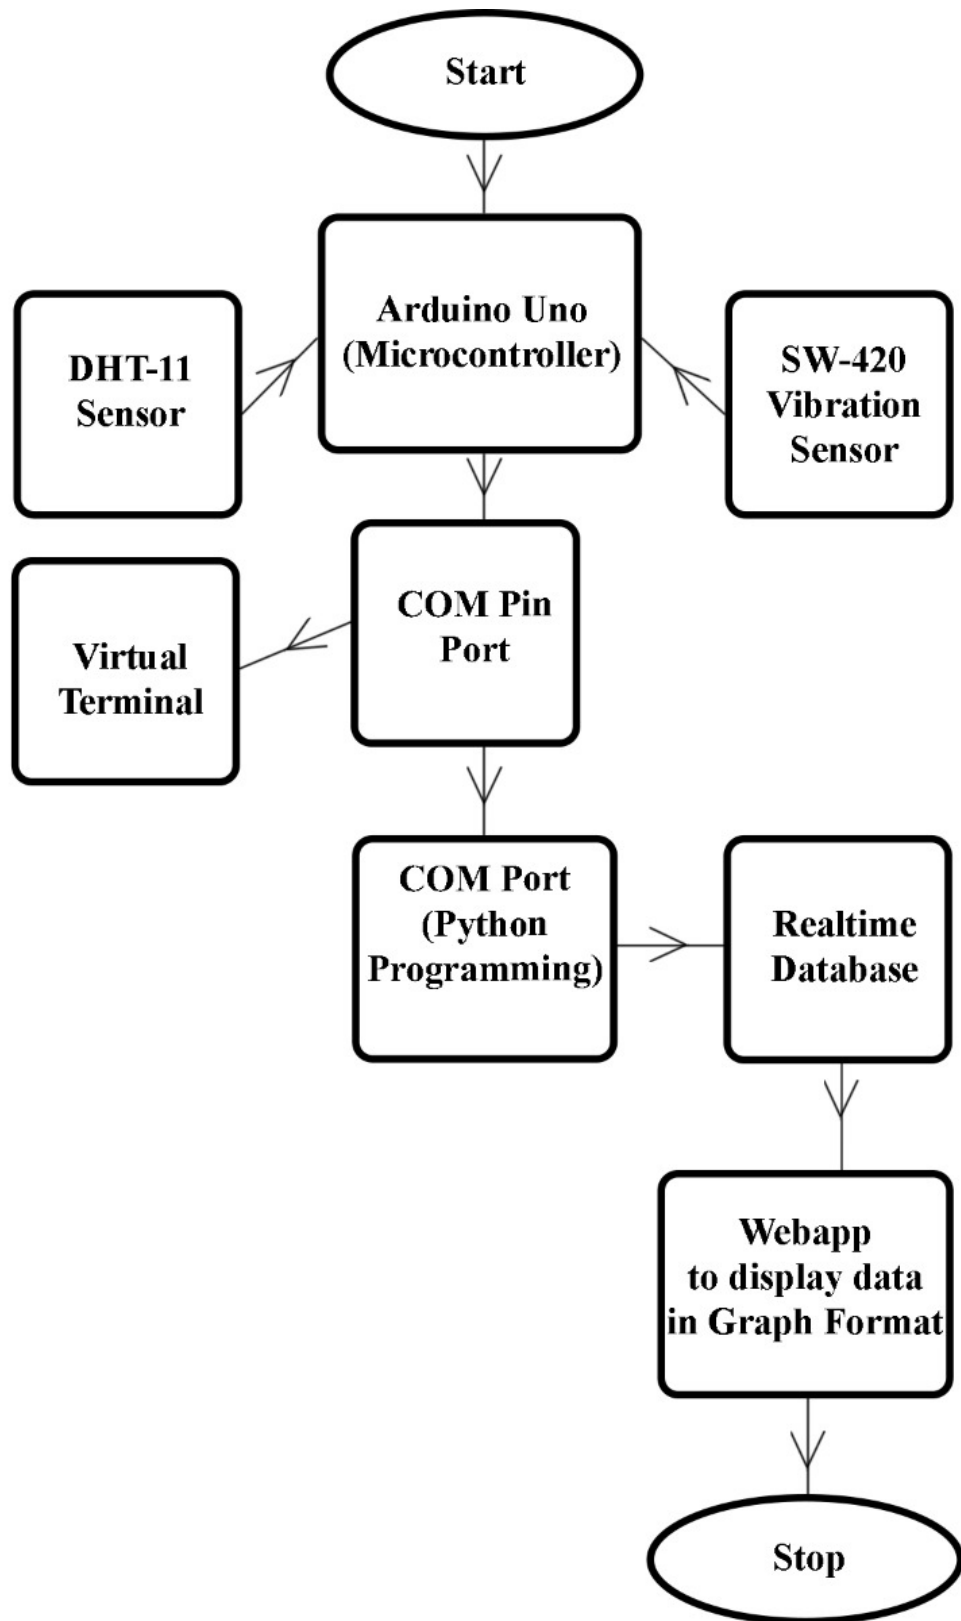 Start
Arduino Uno
(Microcontroller)
DHT-11
Sensor
SW-420
Vibration
Sensor
COM Pin
Port
Virtual
Terminal
COM Port
(Python
Programming)
Realtime
Database
Webapp
to display data
in Graph Format
Stop